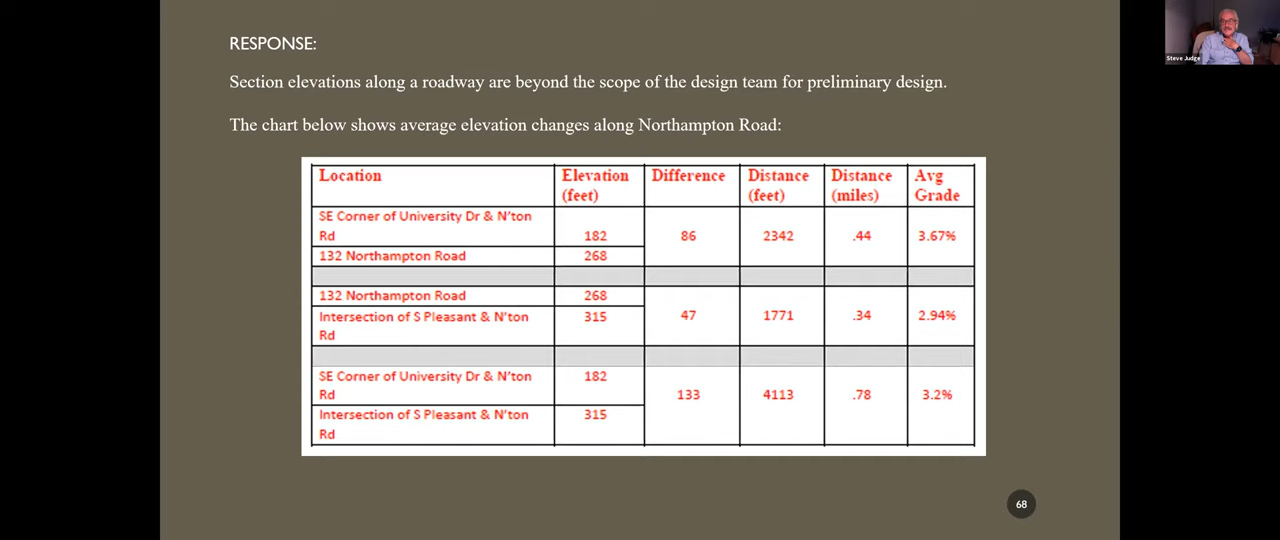 RESPONSE:
Steve Judge
Section elevations along a roadway are beyond the scope of the design team for preliminary design.
The chart below shows average elevation changes along Northampton Road:
Location Elevation (feet) Difference Distance (feet) Distance (miles) Avg Grade
SE Corner of University Dr & N'ton
Rd 182 86 2342 .44 3.67%
132 Northampton Road 268
132 Northampton Road 268
Intersection of S Pleasant & N'ton 315 47 1771 .34 2.94%
Rd
SE Corner of University Dr & N'ton 182
Rd 133 4113 .78 3.2%
Intersection of S Pleasant & N'ton 315
Rd
68